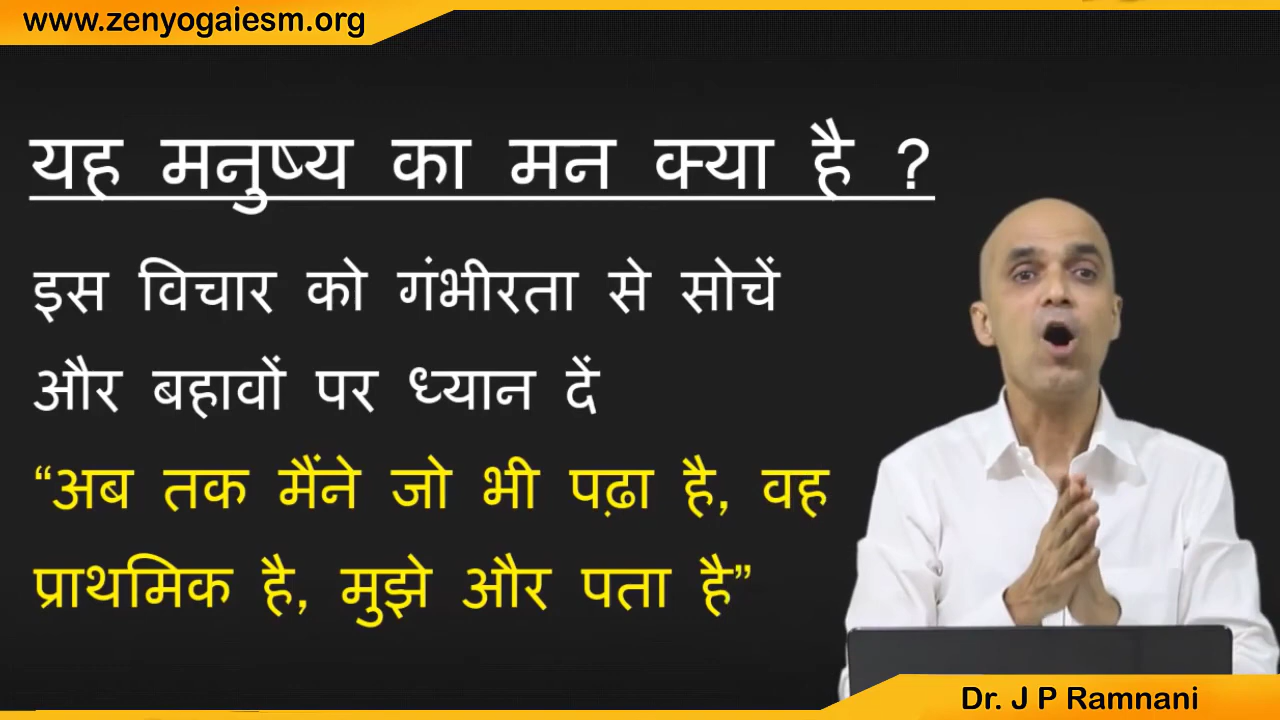 www.zenyogaiesm.org
यह मनुष्य का मन क्या है ?
इस विचार को गंभीरता से सोचें
और बहावों पर ध्यान दें
“अब तक मैंने जो भी पढ़ा है, वह
प्राथमिक है, मुझे और पता है”
Dr. J P Ramnani